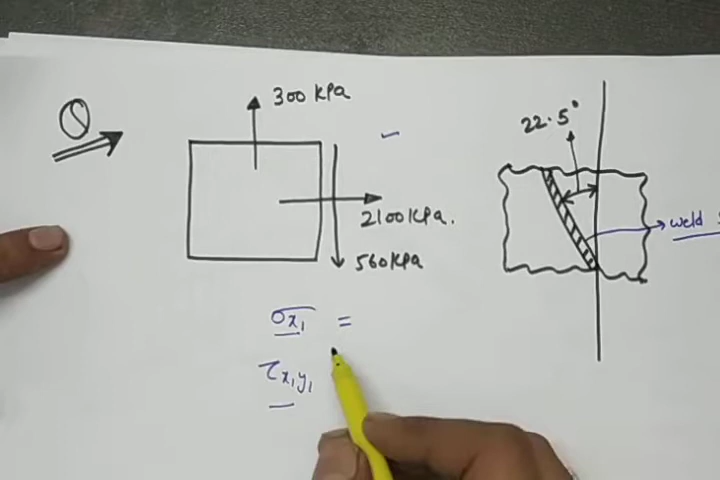 Q
300 kPa
2100 kPa.
560 kPa
22.5°
weld
σx₁ =
τx₁y₁